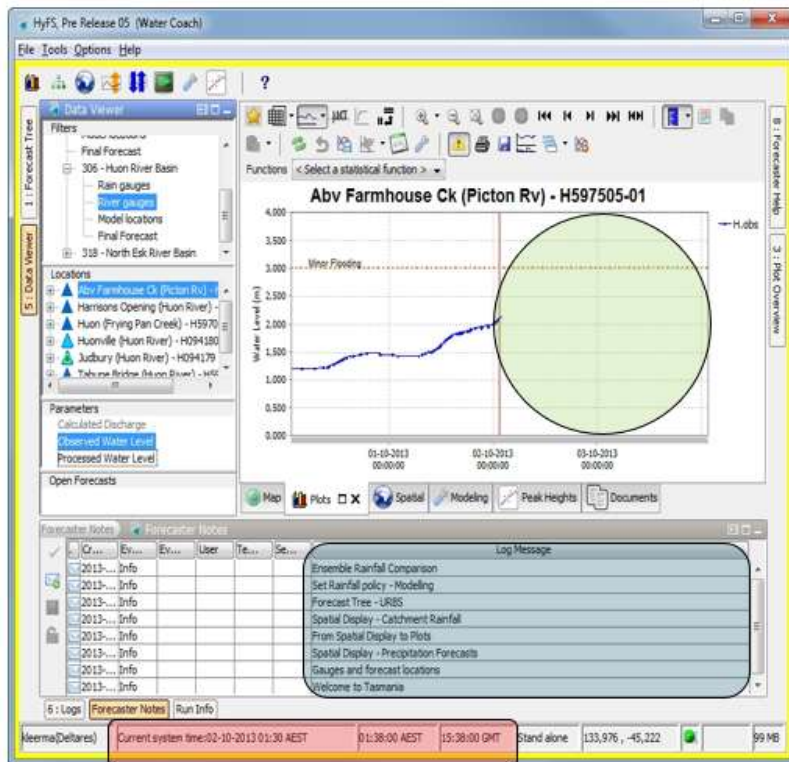 HyFS, Pre Release 05 (Water Coach)
File Tools Options Help
?
1 : Forecast Tree
5 : Data Viewer
Data Viewer
Filters
Final Forecast
306 - Huon River Basin
Rain gauges
River gauges
Model locations
Final Forecast
318 - North Esk River Basin
Locations
Abv Farmhouse Ck (Picton Rv) - H
Harrisons Opening (Huon River) -
Huon (Frying Pan Creek) - H5970
Huonville (Huon River) - H094180
Judbury (Huon River) - H094179
Tahune Bridge (Huon River) - H59
Parameters
Calculated Discharge
Observed Water Level
Processed Water Level
Open Forecasts
Functions < Select a statistical function >
Abv Farmhouse Ck (Picton Rv) - H597505-01
H.obs
Minor Flooding
Water Level (m)
4.000
3.500
3.000
2.500
2.000
1.500
1.000
0.500
0.000
01-10-2013 02-10-2013 03-10-2013
00:00:00 00:00:00 00:00:00
8 : Forecaster Help
3 : Plot Overview
Map Plots Spatial Modeling Peak Heights Documents
Forecaster Notes Forecaster Notes
. Cr... Ev... Ev... User Te... Se... Log Message
2013-... Info Ensemble Rainfall Comparison
2013-... Info Set Rainfall policy - Modelling
2013-... Info Forecast Tree - URBS
2013-... Info Spatial Display - Catchment Rainfall
2013-... Info From Spatial Display to Plots
2013-... Info Spatial Display - Precipitation Forecasts
2013-... Info Gauges and forecast locations
2013-... Info Welcome to Tasmania
6 : Logs Forecaster Notes Run Info
kleerma(Deltares) Current system time:02-10-2013 01:30 AEST 01:38:00 AEST 15:38:00 GMT Stand alone 133,976 , -45,222 99 MB